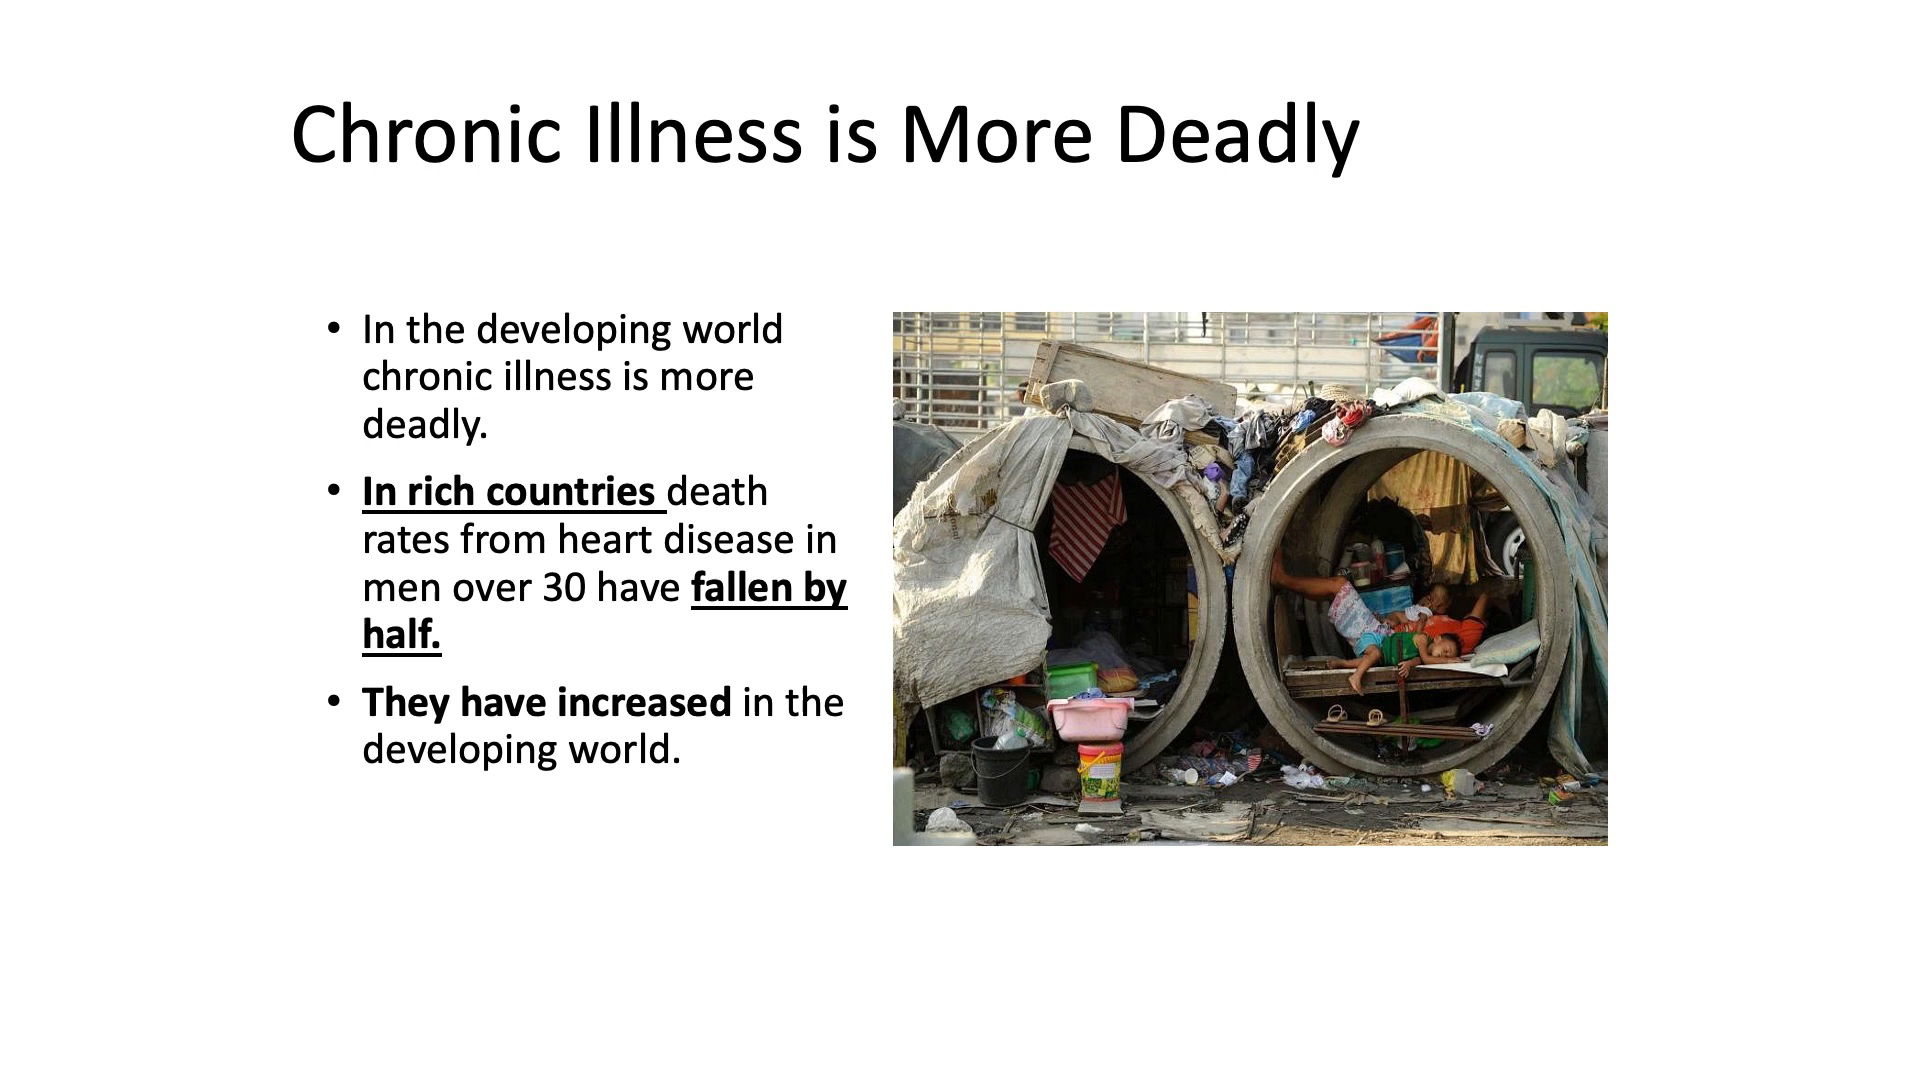 Chronic Illness is More Deadly
• In the developing world
chronic illness is more
deadly.
• In rich countries death
rates from heart disease in
men over 30 have fallen by
half.
• They have increased in the
developing world.